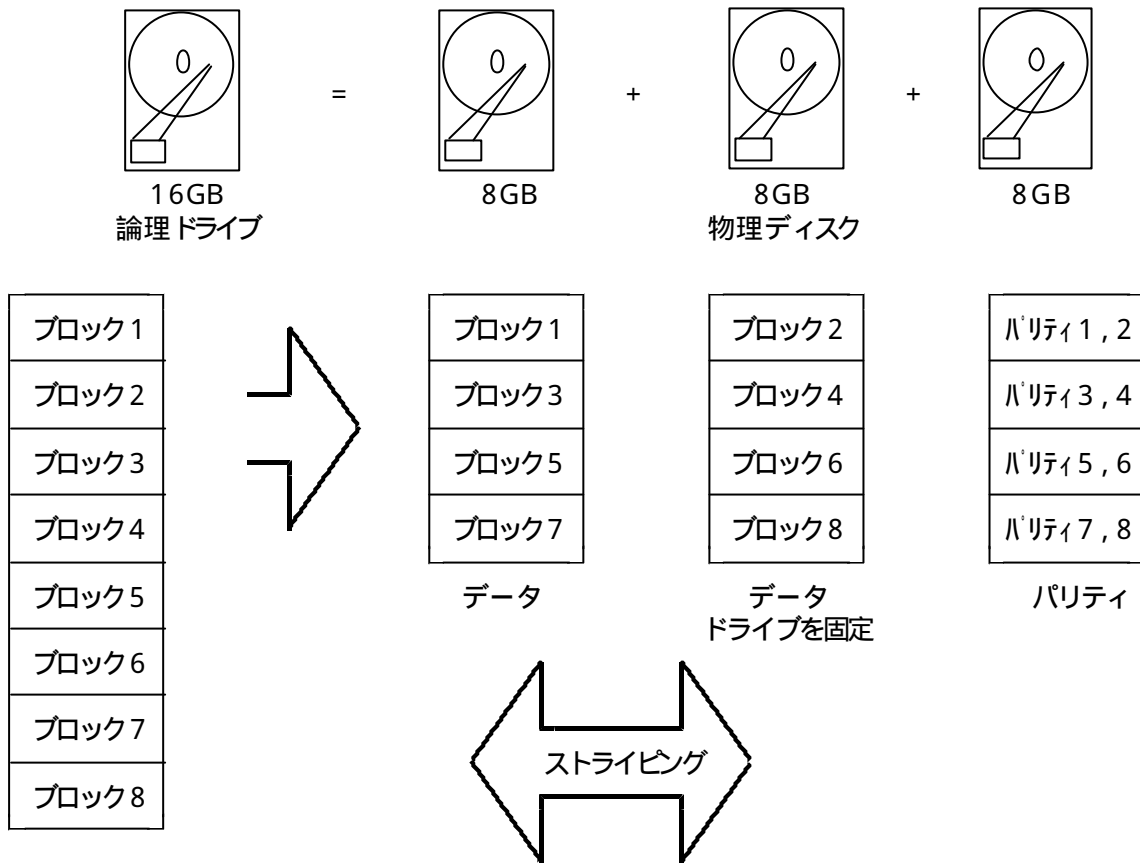 = + +
16GB 8GB 8GB 8GB
論理ドライブ 物理ディスク
ブロック1 ブロック1 ブロック2 パリティ1,2
ブロック2 ブロック3 ブロック4 パリティ3,4
ブロック3 ブロック5 ブロック6 パリティ5,6
ブロック4 ブロック7 ブロック8 パリティ7,8
ブロック5 データ データ パリティ
ドライブを固定
ブロック6
ブロック7
ストライピング
ブロック8